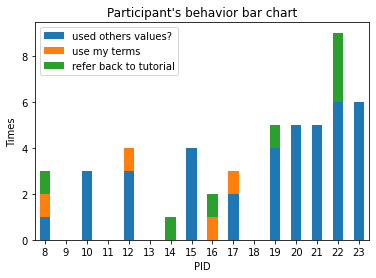 Participant's behavior bar chart
used others values?
use my terms
refer back to tutorial
Times
8
6
4
2
0
8 9 10 11 12 13 14 15 16 17 18 19 20 21 22 23
PID